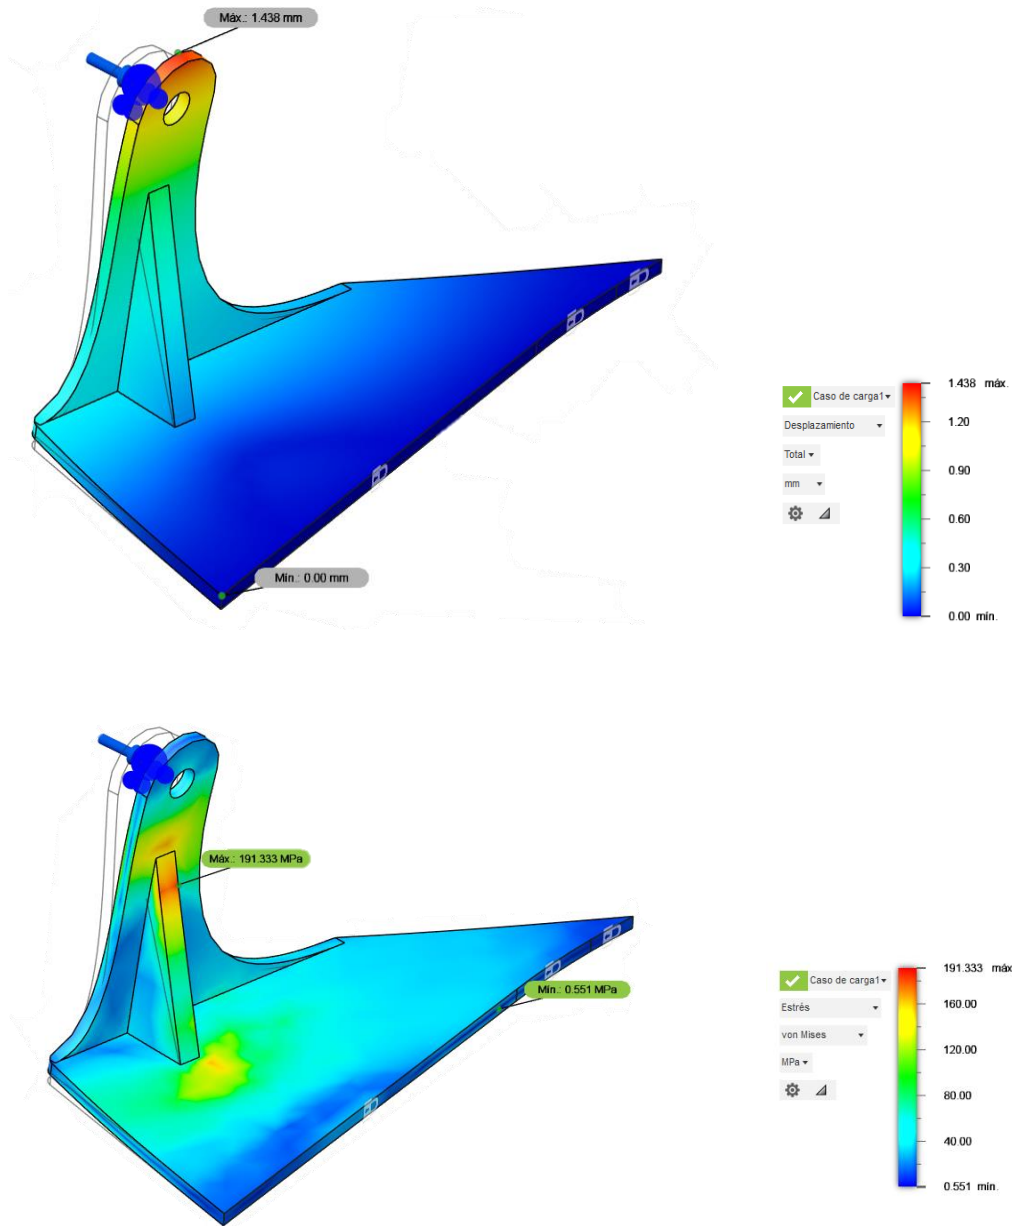 Máx.: 1.438 mm
Mín.: 0.00 mm
Caso de carga1
Desplazamiento
Total
mm
1.438 máx.
1.20
0.90
0.60
0.30
0.00 mín.
Máx.: 191.333 MPa
Mín.: 0.551 MPa
Caso de carga1
Estrés
von Mises
MPa
191.333 máx
160.00
120.00
80.00
40.00
0.551 mín.